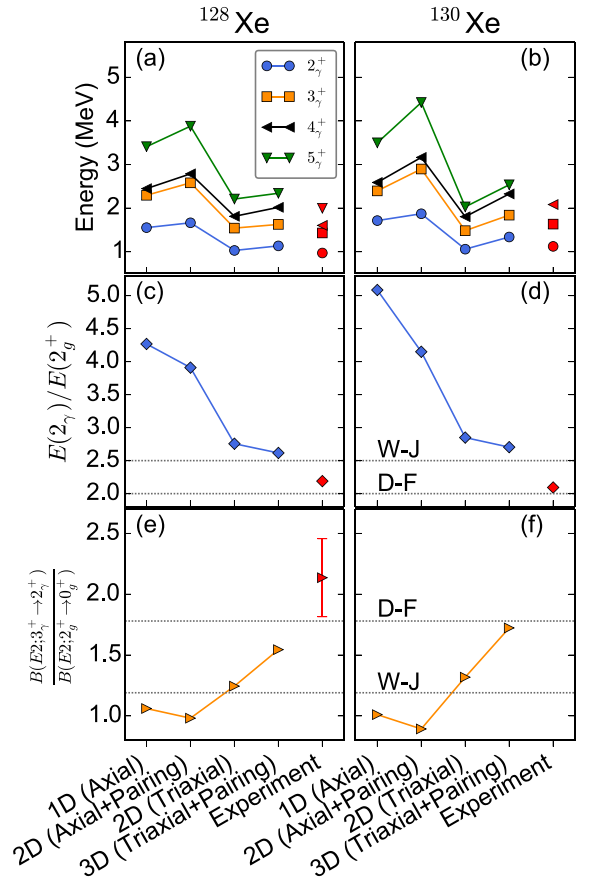 ¹²⁸Xe ¹³⁰Xe
(a) (b)
2γ⁺
3γ⁺
4γ⁺
5γ⁺
Energy (MeV)
5
4
3
2
1
(c) (d)
E(2γ)/E(2g⁺)
5.0
4.5
4.0
3.5
3.0
2.5
2.0
W-J
D-F
(e) (f)
B(E2;3γ⁺→2γ⁺)
B(E2;2g⁺→0g⁺)
2.5
2.0
1.5
1.0
D-F
W-J
1D (Axial)
2D (Axial+Pairing)
2D (Triaxial)
3D (Triaxial+Pairing)
Experiment
1D (Axial)
2D (Axial+Pairing)
2D (Triaxial)
3D (Triaxial+Pairing)
Experiment